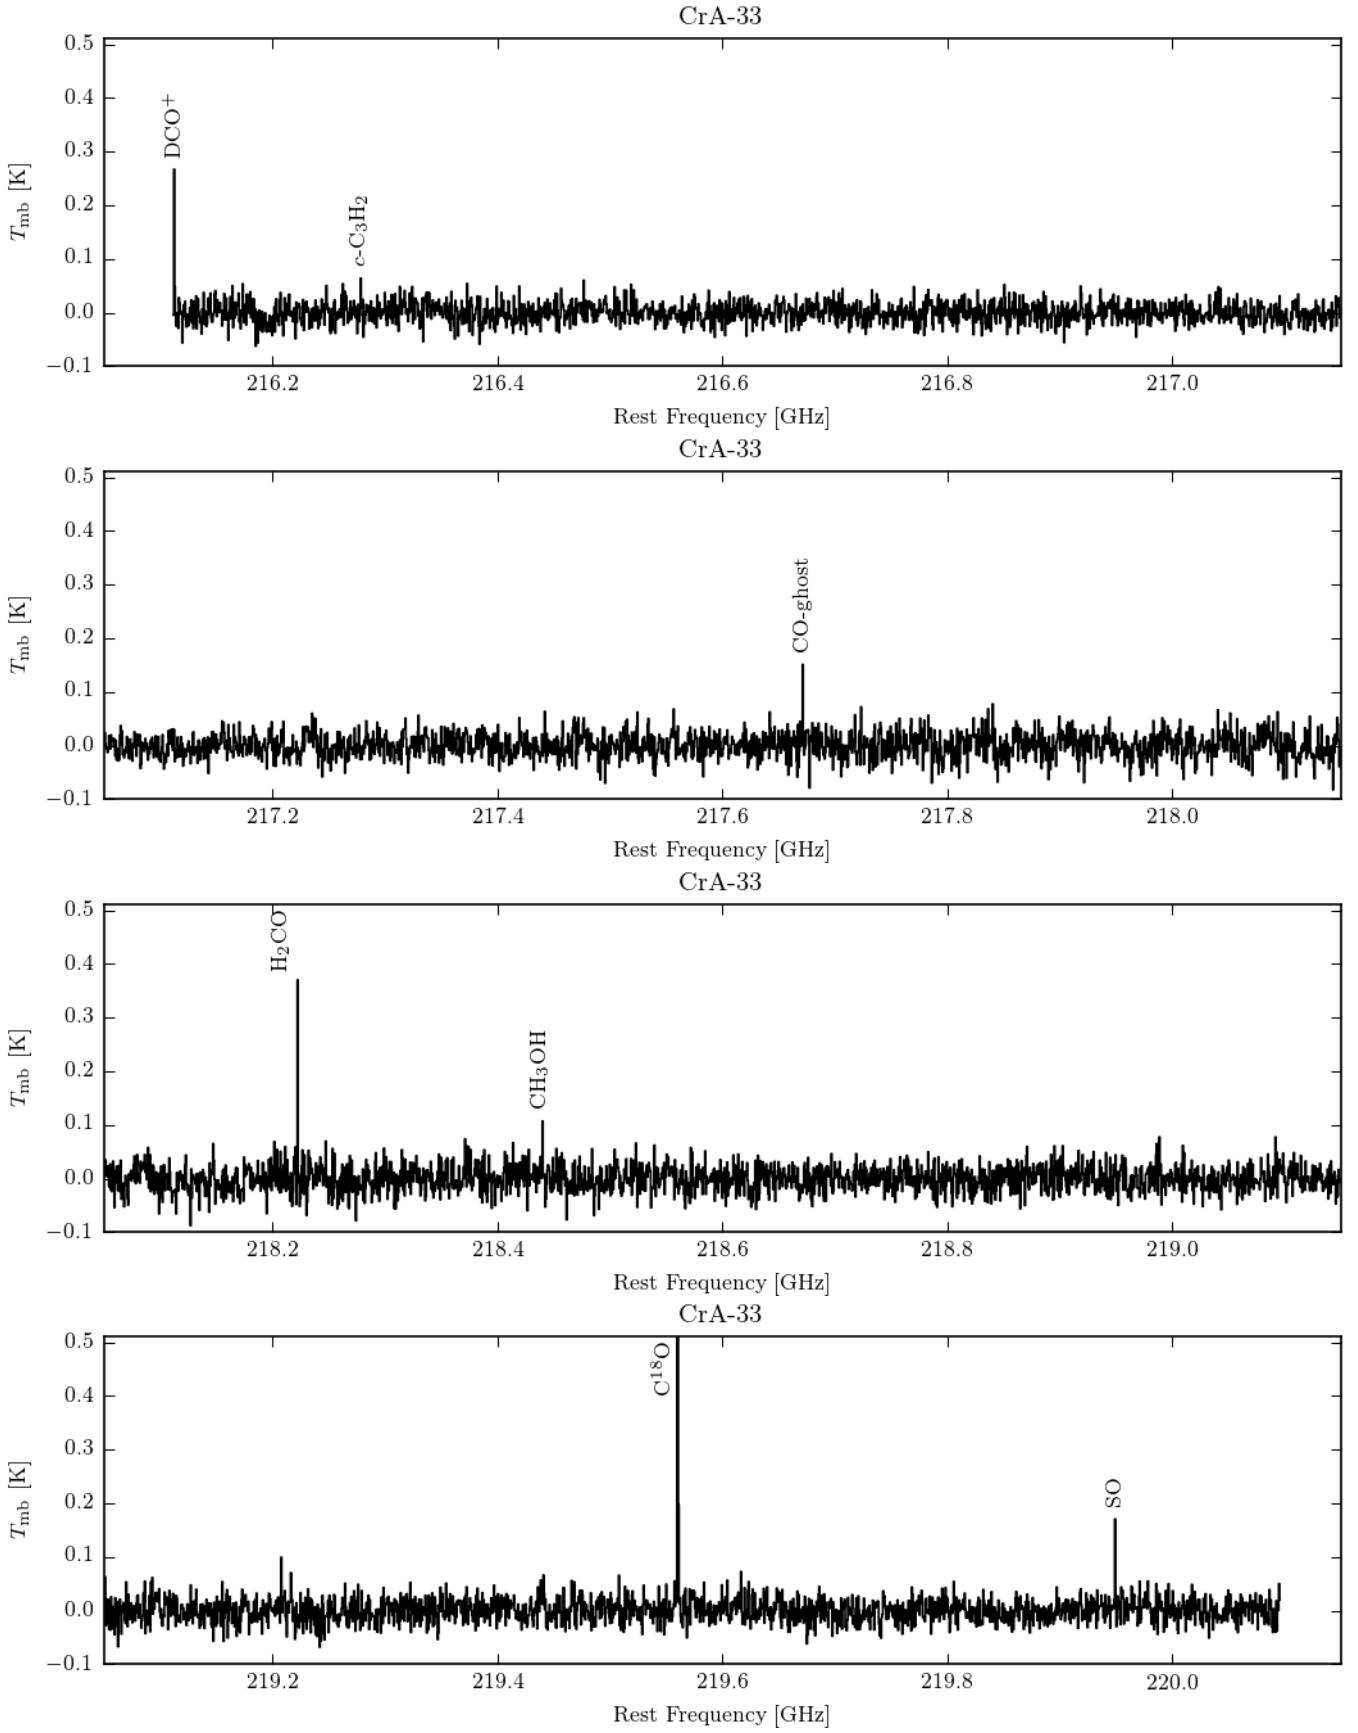 CrA-33
0.5
0.4
0.3
0.2
0.1
0.0
−0.1
T_mb [K]
DCO⁺
c-C₃H₂
216.2 216.4 216.6 216.8 217.0
Rest Frequency [GHz]
CrA-33
0.5
0.4
0.3
0.2
0.1
0.0
−0.1
T_mb [K]
CO-ghost
217.2 217.4 217.6 217.8 218.0
Rest Frequency [GHz]
CrA-33
0.5
0.4
0.3
0.2
0.1
0.0
−0.1
T_mb [K]
H₂CO
CH₃OH
218.2 218.4 218.6 218.8 219.0
Rest Frequency [GHz]
CrA-33
0.5
0.4
0.3
0.2
0.1
0.0
−0.1
T_mb [K]
C¹⁸O
SO
219.2 219.4 219.6 219.8 220.0
Rest Frequency [GHz]